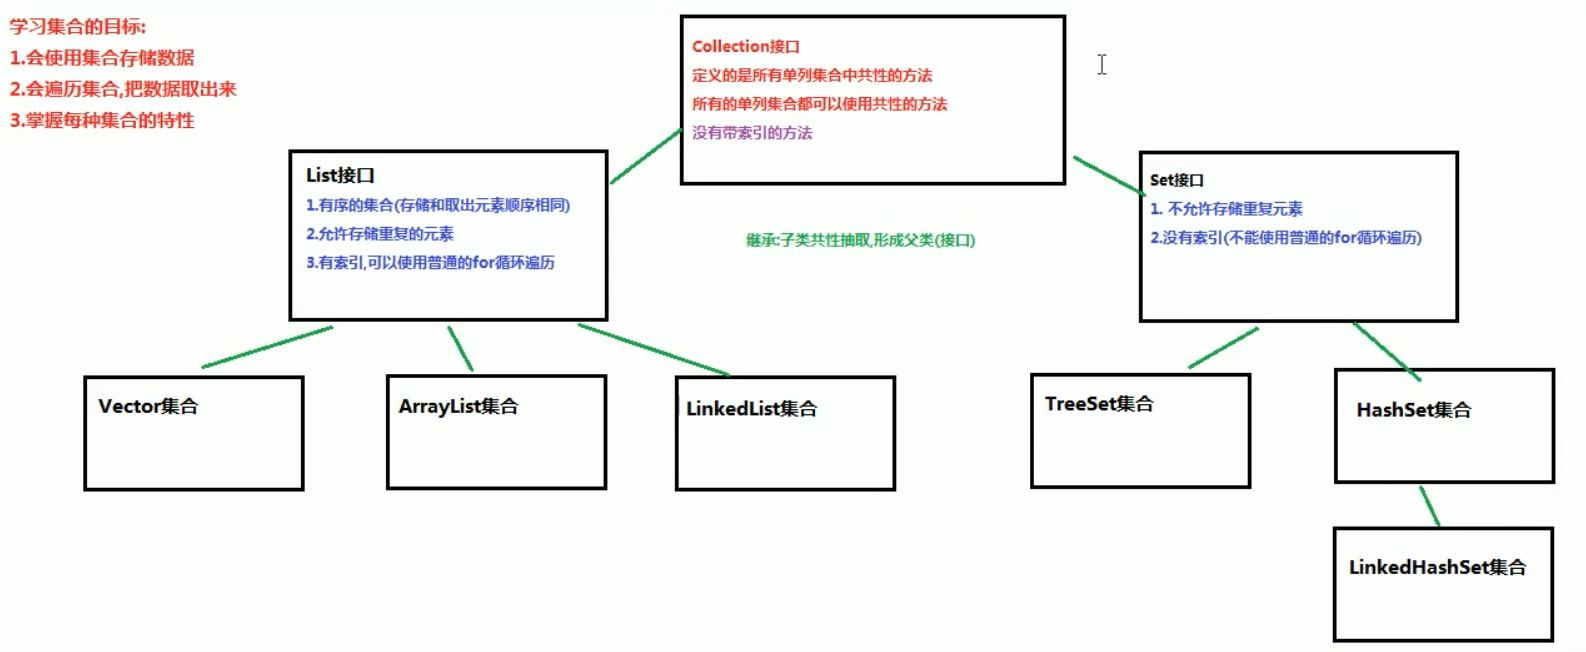 学习集合的目标:
1.会使用集合存储数据
2.会遍历集合,把数据取出来
3.掌握每种集合的特性
Collection接口
定义的是所有单列集合中共性的方法
所有的单列集合都可以使用共性的方法
没有带索引的方法
List接口
1.有序的集合(存储和取出元素顺序相同)
2.允许存储重复的元素
3.有索引,可以使用普通的for循环遍历
继承:子类共性抽取,形成父类(接口)
Set接口
1. 不允许存储重复元素
2.没有索引(不能使用普通的for循环遍历)
Vector集合
ArrayList集合
LinkedList集合
TreeSet集合
HashSet集合
LinkedHashSet集合